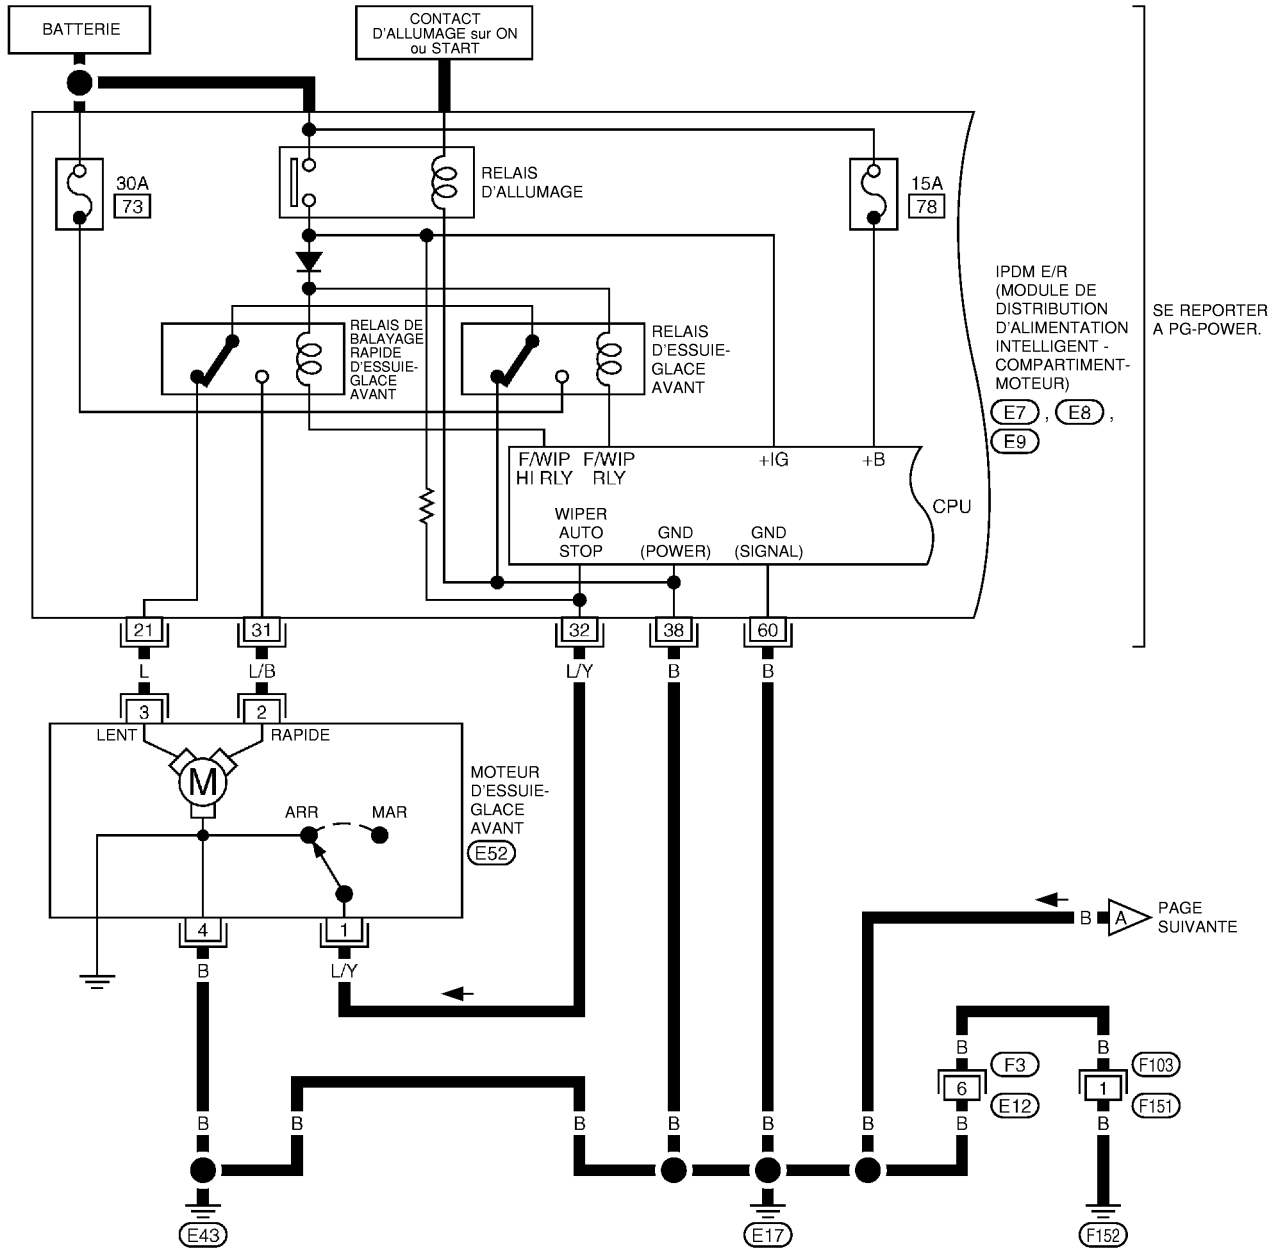 BATTERIE
CONTACT
D'ALLUMAGE sur ON
ou START
30A
73
RELAIS
D'ALLUMAGE
15A
78
IPDM E/R
(MODULE DE
DISTRIBUTION
D'ALIMENTATION
INTELLIGENT -
COMPARTIMENT-
MOTEUR)
E7 , E8 ,
E9
SE REPORTER
A PG-POWER.
RELAIS DE
BALAYAGE
RAPIDE
D'ESSUIE-
GLACE
AVANT
RELAIS
D'ESSUIE-
GLACE
AVANT
F/WIP
HI RLY
F/WIP
RLY
+IG
+B
CPU
WIPER
AUTO
STOP
GND
(POWER)
GND
(SIGNAL)
21
31
32
38
60
L
L/B
L/Y
B
B
3
2
LENT
RAPIDE
M
ARR
MAR
MOTEUR
D'ESSUIE-
GLACE
AVANT
E52
4
1
B
L/Y
B
A
PAGE
SUIVANTE
B
B
6
F3
E12
1
F103
F151
B
B
B
B
B
B
B
B
E43
E17
F152